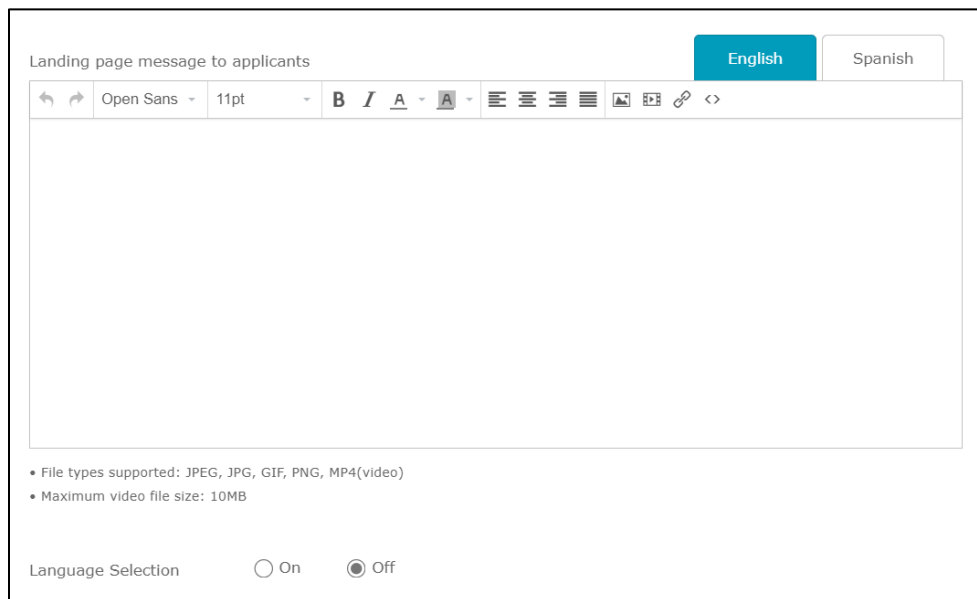 English Spanish
Landing page message to applicants
Open Sans 11pt B I A A
• File types supported: JPEG, JPG, GIF, PNG, MP4(video)
• Maximum video file size: 10MB
Language Selection On Off